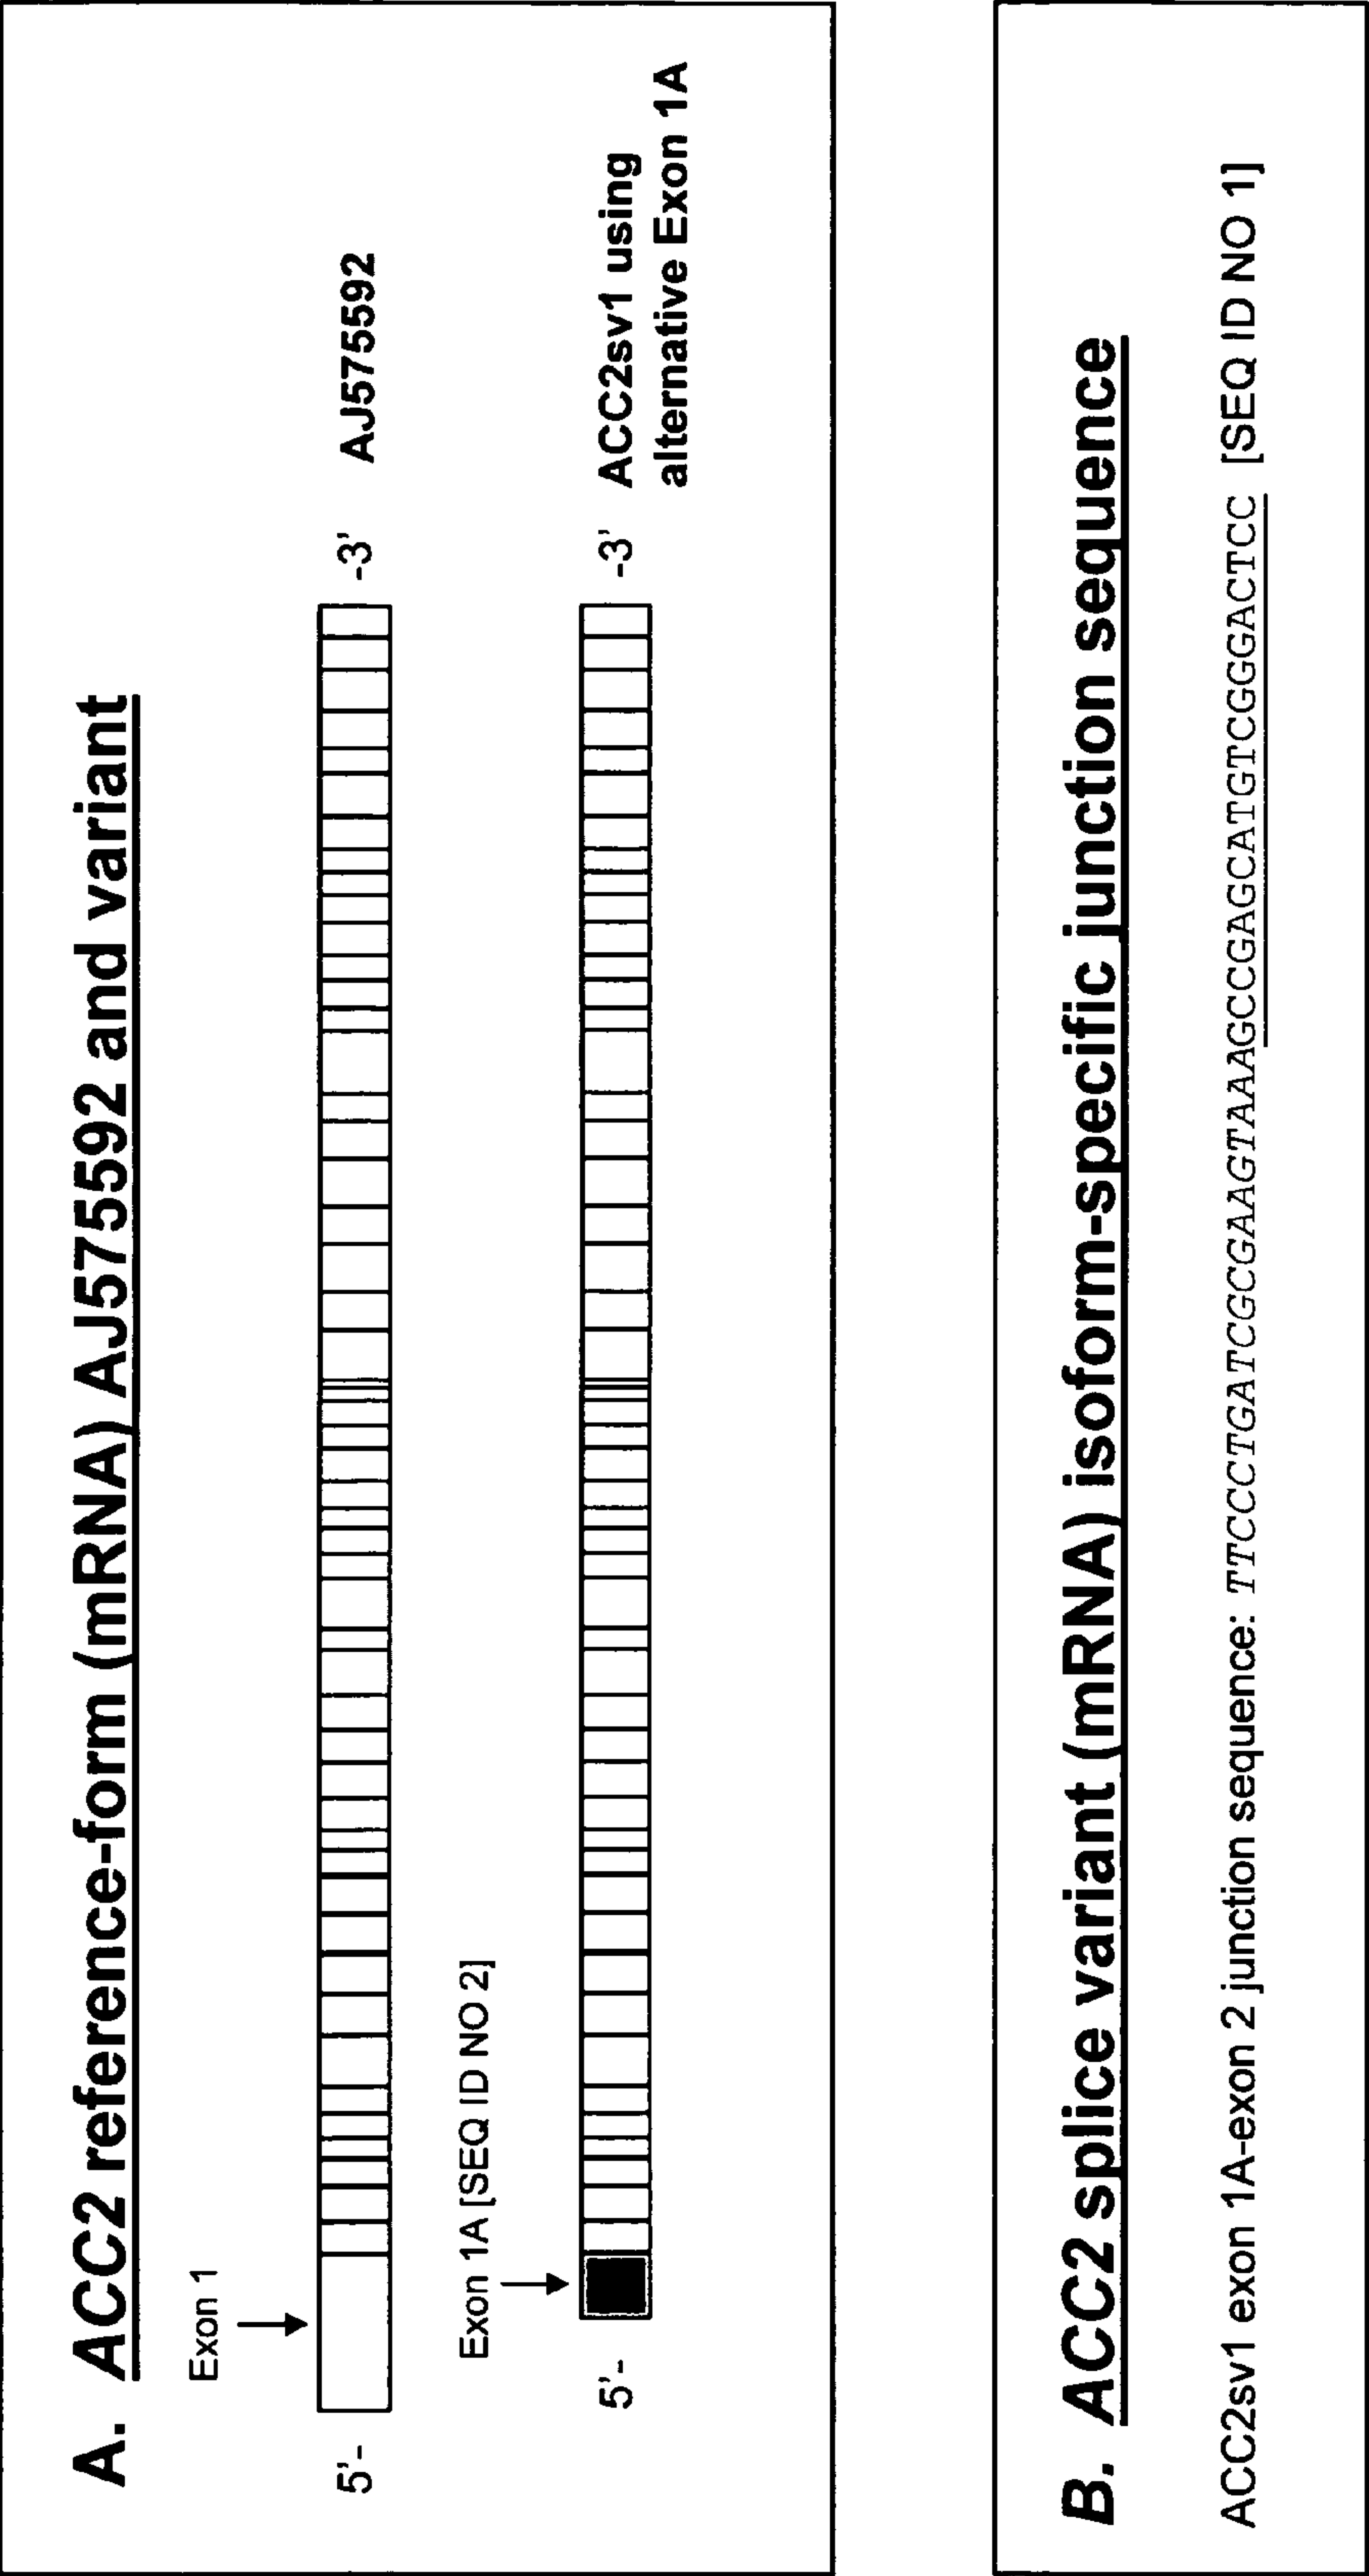 A. ACC2 reference-form (mRNA) AJ575592 and variant
Exon 1
5'-
-3'
AJ575592
Exon 1A [SEQ ID NO 2]
5'-
-3'
ACC2sv1 using
alternative Exon 1A
B. ACC2 splice variant (mRNA) isoform-specific junction sequence
ACC2sv1 exon 1A-exon 2 junction sequence: TTCCCTGATCGCGAAGTAAAGCCGAGCATGTCGGGACTCC [SEQ ID NO 1]